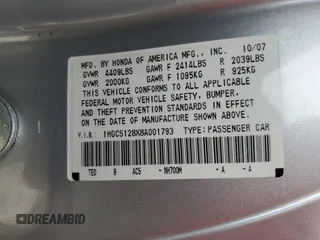 MFD. BY HONDA OF AMERICA MFG., INC. 10/07
GVWR 4409LBS GAWR F 2414LBS R 2039LBS
GVWR 2000KG GAWR F 1095KG R 925KG
THIS VEHICLE CONFORMS TO ALL APPLICABLE
FEDERAL MOTOR VEHICLE SAFETY, BUMPER,
AND THEFT PREVENTION STANDARDS IN EFFECT
ON THE DATE OF MANUFACTURE SHOWN ABOVE.
V.I.N.: 1HGCS128X8A001793 TYPE: PASSENGER CAR
TE0 8 AC5 - NH700M - A - A